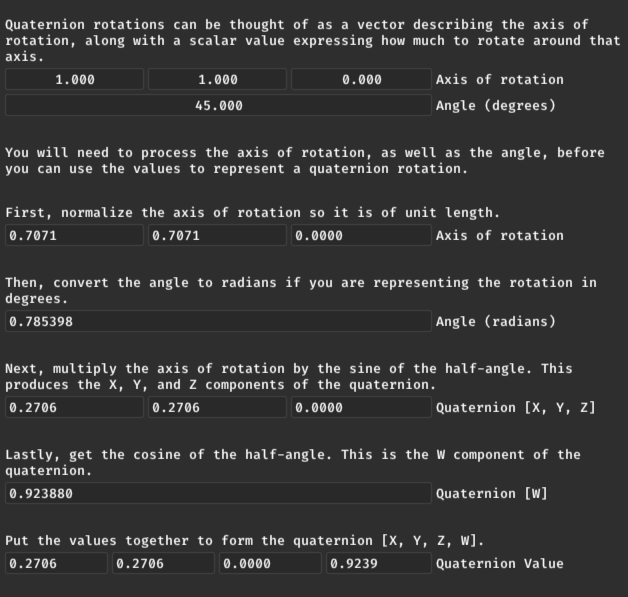 Quaternion rotations can be thought of as a vector describing the axis of
rotation, along with a scalar value expressing how much to rotate around that
axis.
1.000 1.000 0.000 Axis of rotation
45.000 Angle (degrees)
You will need to process the axis of rotation, as well as the angle, before
you can use the values to represent a quaternion rotation.
First, normalize the axis of rotation so it is of unit length.
0.7071 0.7071 0.0000 Axis of rotation
Then, convert the angle to radians if you are representing the rotation in
degrees.
0.785398 Angle (radians)
Next, multiply the axis of rotation by the sine of the half-angle. This
produces the X, Y, and Z components of the quaternion.
0.2706 0.2706 0.0000 Quaternion [X, Y, Z]
Lastly, get the cosine of the half-angle. This is the W component of the
quaternion.
0.923880 Quaternion [W]
Put the values together to form the quaternion [X, Y, Z, W].
0.2706 0.2706 0.0000 0.9239 Quaternion Value